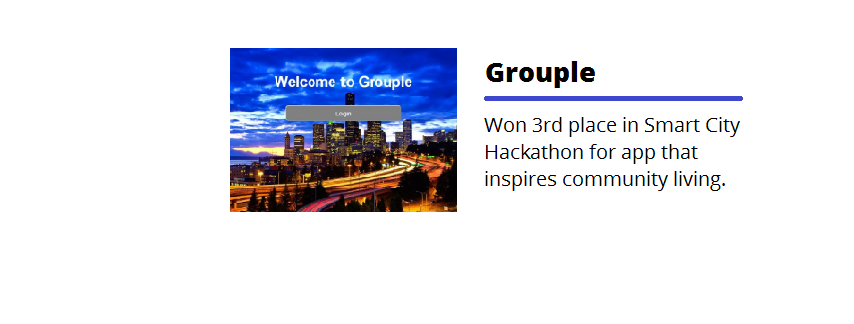 Welcome to Grouple
Login
Grouple
Won 3rd place in Smart City
Hackathon for app that
inspires community living.